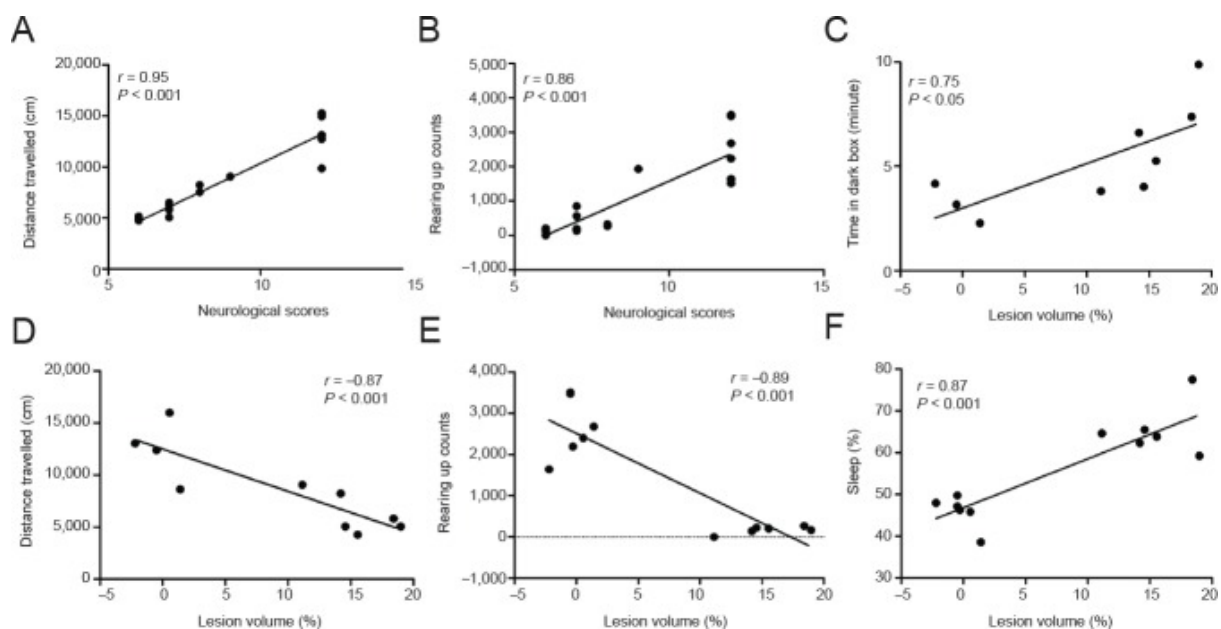 A
20,000
15,000
10,000
5,000
0
Distance travelled (cm)
r = 0.95
P < 0.001
5
10
15
Neurological scores
B
5,000
4,000
3,000
2,000
1,000
0
–1,000
Rearing up counts
r = 0.86
P < 0.001
5
10
15
Neurological scores
C
10
5
0
Time in dark box (minute)
r = 0.75
P < 0.05
–5
0
5
10
15
20
Lesion volume (%)
D
20,000
15,000
10,000
5,000
0
Distance travelled (cm)
r = –0.87
P < 0.001
–5
0
5
10
15
20
Lesion volume (%)
E
4,000
3,000
2,000
1,000
0
–1,000
Rearing up counts
r = –0.89
P < 0.001
–5
0
5
10
15
20
Lesion volume (%)
F
80
70
60
50
40
30
Sleep (%)
r = 0.87
P < 0.001
–5
0
5
10
15
20
Lesion volume (%)